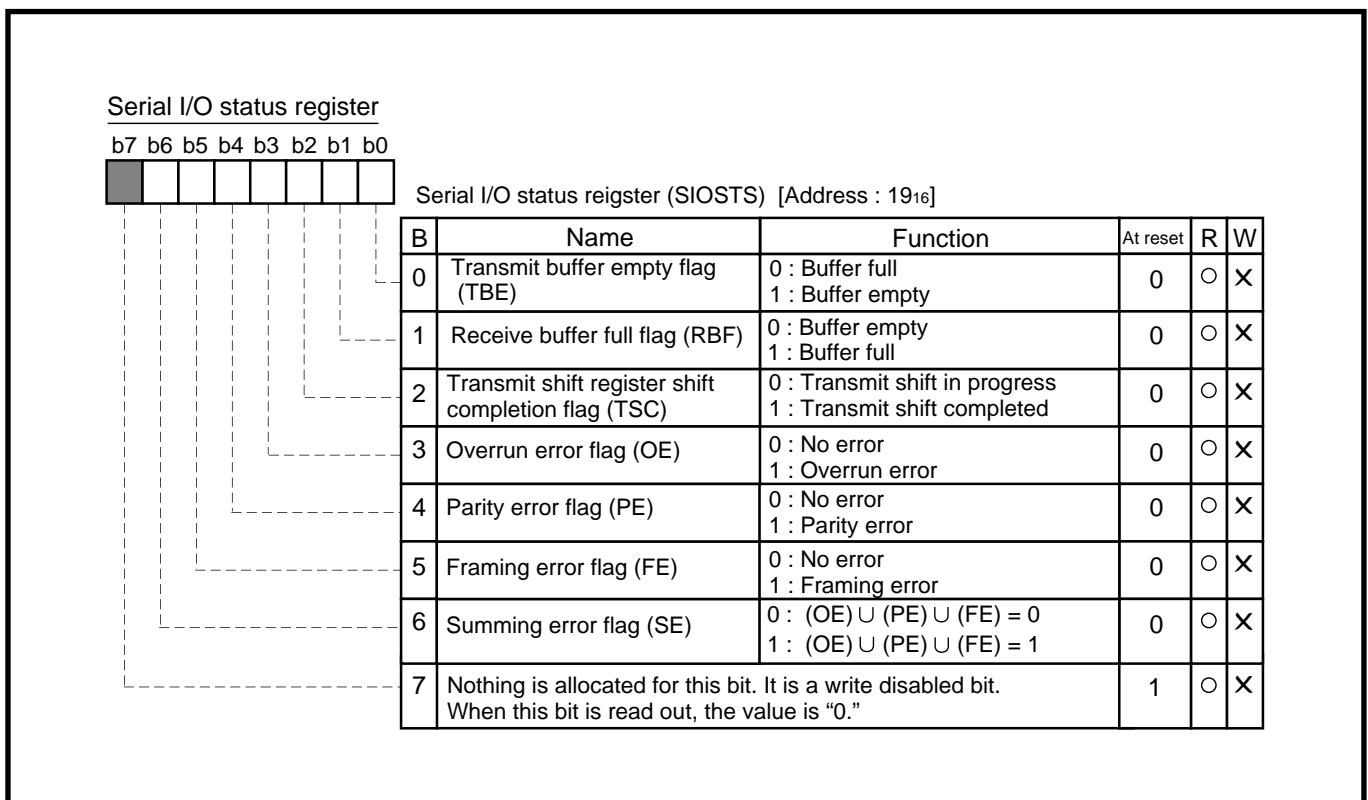 Serial I/O status register
b7 b6 b5 b4 b3 b2 b1 b0
Serial I/O status reigster (SIOSTS) [Address : 19₁₆]
B Name Function At reset R W
0 Transmit buffer empty flag (TBE) 0 : Buffer full 0 ○ ✕
1 : Buffer empty
1 Receive buffer full flag (RBF) 0 : Buffer empty 0 ○ ✕
1 : Buffer full
2 Transmit shift register shift completion flag (TSC) 0 : Transmit shift in progress 0 ○ ✕
1 : Transmit shift completed
3 Overrun error flag (OE) 0 : No error 0 ○ ✕
1 : Overrun error
4 Parity error flag (PE) 0 : No error 0 ○ ✕
1 : Parity error
5 Framing error flag (FE) 0 : No error 0 ○ ✕
1 : Framing error
6 Summing error flag (SE) 0 : (OE) ∪ (PE) ∪ (FE) = 0 0 ○ ✕
1 : (OE) ∪ (PE) ∪ (FE) = 1
7 Nothing is allocated for this bit. It is a write disabled bit. 1 ○ ✕
When this bit is read out, the value is “0.”